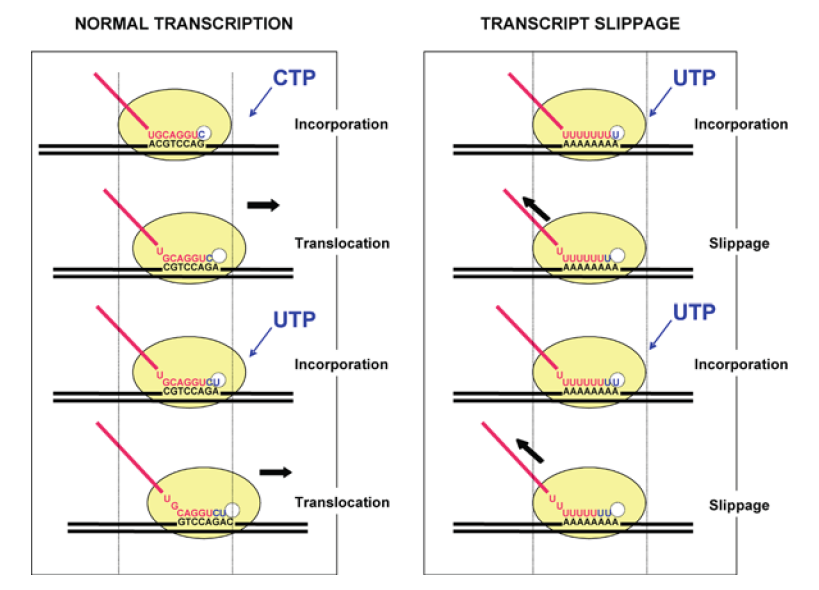 NORMAL TRANSCRIPTION
CTP
Incorporation
UGCAGGUC
ACGTCCAG
Translocation
U
GCAGGUC
CGTCCAGA
UTP
Incorporation
U
GCAGGUCU
CGTCCAGA
Translocation
U
G
CAGGUCU
GTCCAGAC
TRANSCRIPT SLIPPAGE
UTP
Incorporation
UUUUUUUU
AAAAAAAA
Slippage
U
UUUUUUU
AAAAAAAA
UTP
Incorporation
U
UUUUUUUU
AAAAAAAA
Slippage
U
U
UUUUUUU
AAAAAAAA